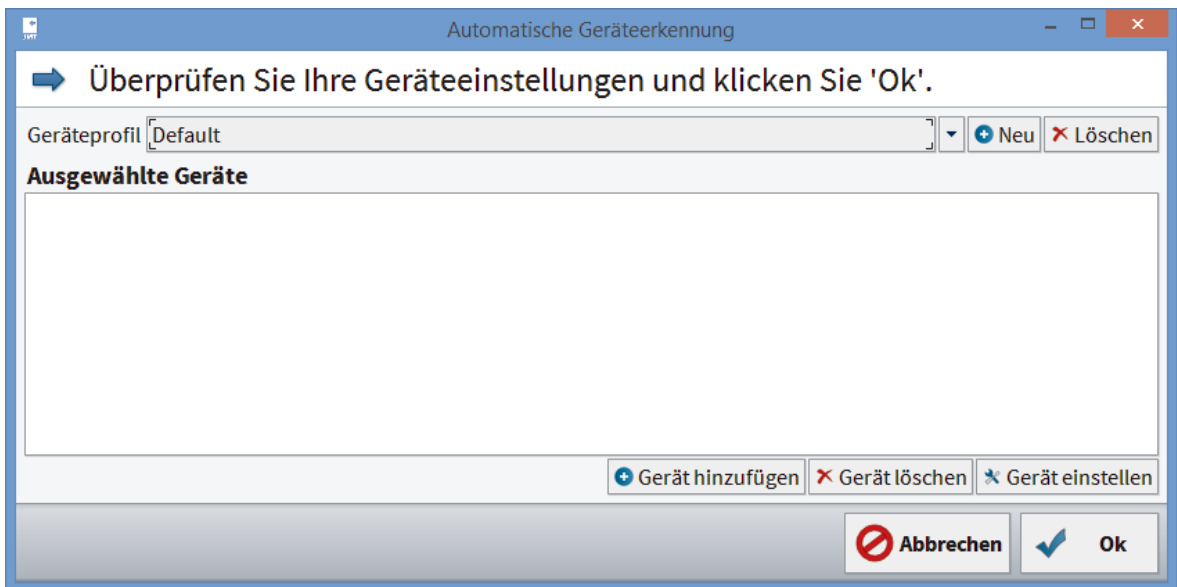 Automatische Geräteerkennung
Überprüfen Sie Ihre Geräteeinstellungen und klicken Sie 'Ok'.
Geräteprofil Default Neu Löschen
Ausgewählte Geräte
Gerät hinzufügen Gerät löschen Gerät einstellen
Abbrechen Ok